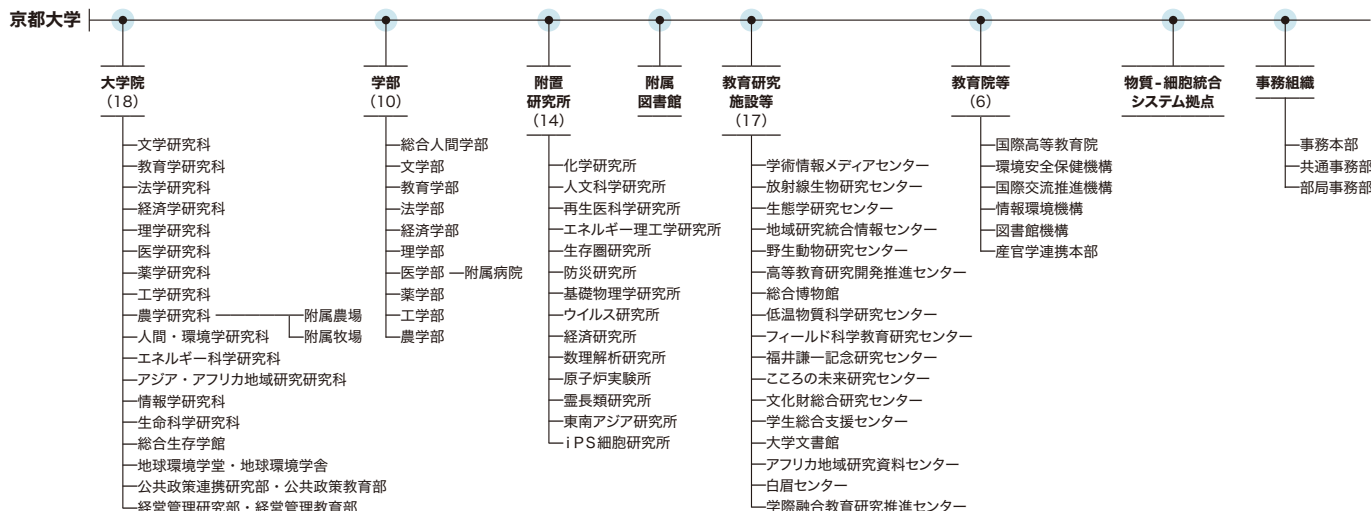 京都大学
大学院
(18)
文学研究科
教育学研究科
法学研究科
経済学研究科
理学研究科
医学研究科
薬学研究科
工学研究科
農学研究科
附属農場
附属牧場
人間・環境学研究科
エネルギー科学研究科
アジア・アフリカ地域研究研究科
情報学研究科
生命科学研究科
総合生存学館
地球環境学堂・地球環境学舎
公共政策連携研究部・公共政策教育部
経営管理研究部・経営管理教育部
学部
(10)
総合人間学部
文学部
教育学部
法学部
経済学部
理学部
医学部
附属病院
薬学部
工学部
農学部
附置
研究所
(14)
化学研究所
人文科学研究所
再生医科学研究所
エネルギー理工学研究所
生存圏研究所
防災研究所
基礎物理学研究所
ウイルス研究所
経済研究所
数理解析研究所
原子炉実験所
霊長類研究所
東南アジア研究所
iPS細胞研究所
附属
図書館
教育研究
施設等
(17)
学術情報メディアセンター
放射線生物研究センター
生態学研究センター
地域研究統合情報センター
野生動物研究センター
高等教育研究開発推進センター
総合博物館
低温物質科学研究センター
フィールド科学教育研究センター
福井謙一記念研究センター
こころの未来研究センター
文化財総合研究センター
学生総合支援センター
大学文書館
アフリカ地域研究資料センター
白眉センター
学際融合教育研究推進センター
教育院等
(6)
国際高等教育院
環境安全保健機構
国際交流推進機構
情報環境機構
図書館機構
産官学連携本部
物質-細胞統合
システム拠点
事務組織
事務本部
共通事務部
部局事務部